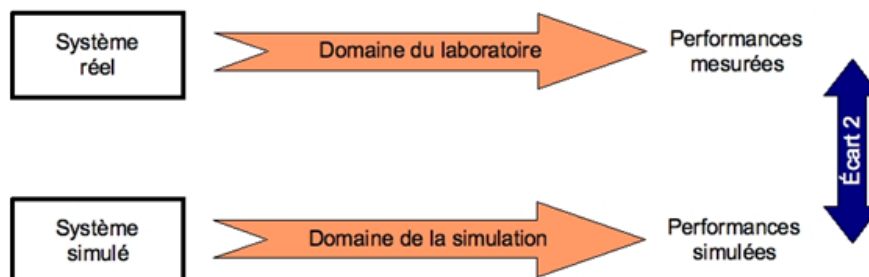 Système
réel
Domaine du laboratoire
Performances
mesurées
Écart 2
Système
simulé
Domaine de la simulation
Performances
simulées